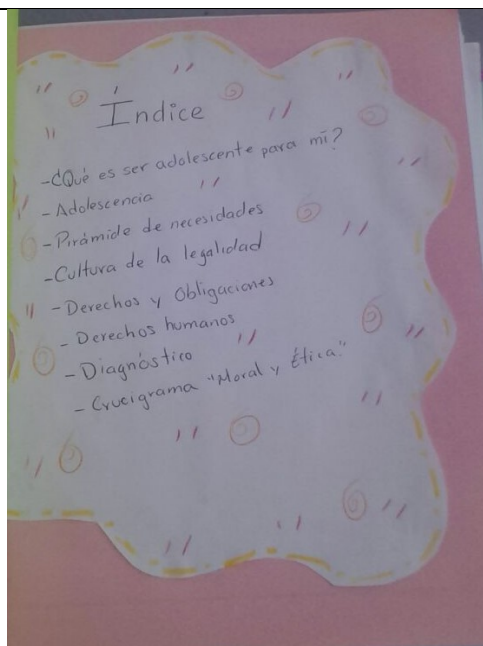 Índice
-¿Qué es ser adolescente para mí?
-Adolescencia
-Pirámide de necesidades
-Cultura de la legalidad
-Derechos y Obligaciones
-Derechos humanos
-Diagnóstico
-Crucigrama "Moral y Ética."